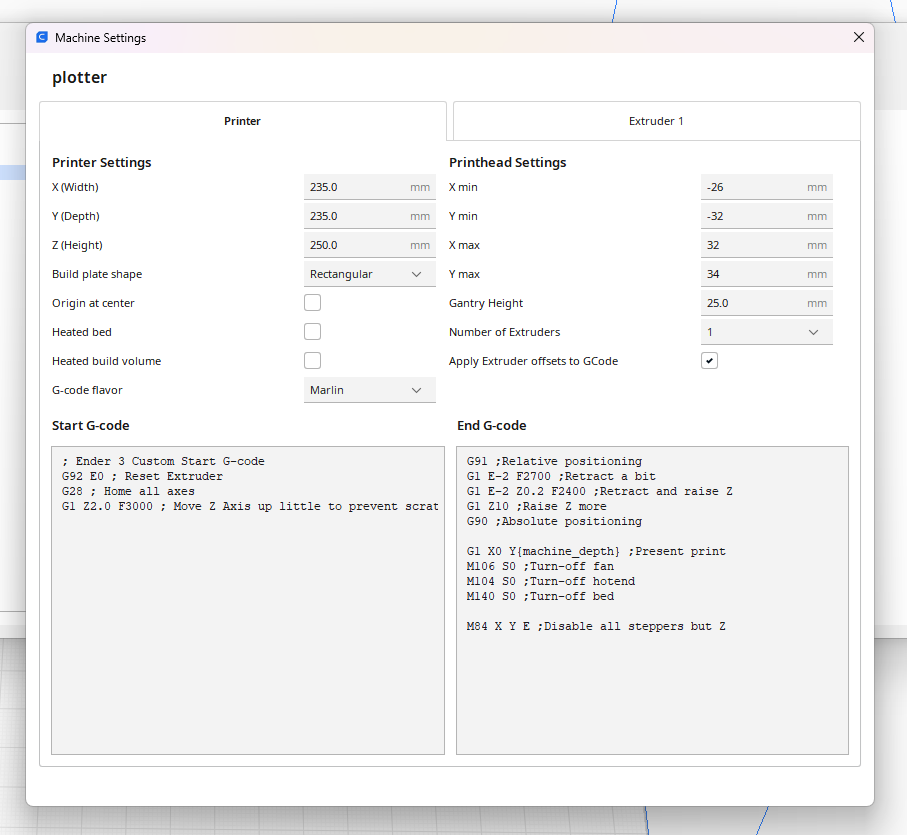 Machine Settings
plotter
Printer
Extruder 1
Printer Settings
X (Width)
235.0 mm
Y (Depth)
235.0 mm
Z (Height)
250.0 mm
Build plate shape
Rectangular
Origin at center
Heated bed
Heated build volume
G-code flavor
Marlin
Printhead Settings
X min
-26 mm
Y min
-32 mm
X max
32 mm
Y max
34 mm
Gantry Height
25.0 mm
Number of Extruders
1
Apply Extruder offsets to GCode
Start G-code
; Ender 3 Custom Start G-code
G92 E0 ; Reset Extruder
G28 ; Home all axes
G1 Z2.0 F3000 ; Move Z Axis up little to prevent scrat
End G-code
G91 ;Relative positioning
G1 E-2 F2700 ;Retract a bit
G1 E-2 Z0.2 F2400 ;Retract and raise Z
G1 Z10 ;Raise Z more
G90 ;Absolute positioning
G1 X0 Y{machine_depth} ;Present print
M106 S0 ;Turn-off fan
M104 S0 ;Turn-off hotend
M140 S0 ;Turn-off bed
M84 X Y E ;Disable all steppers but Z